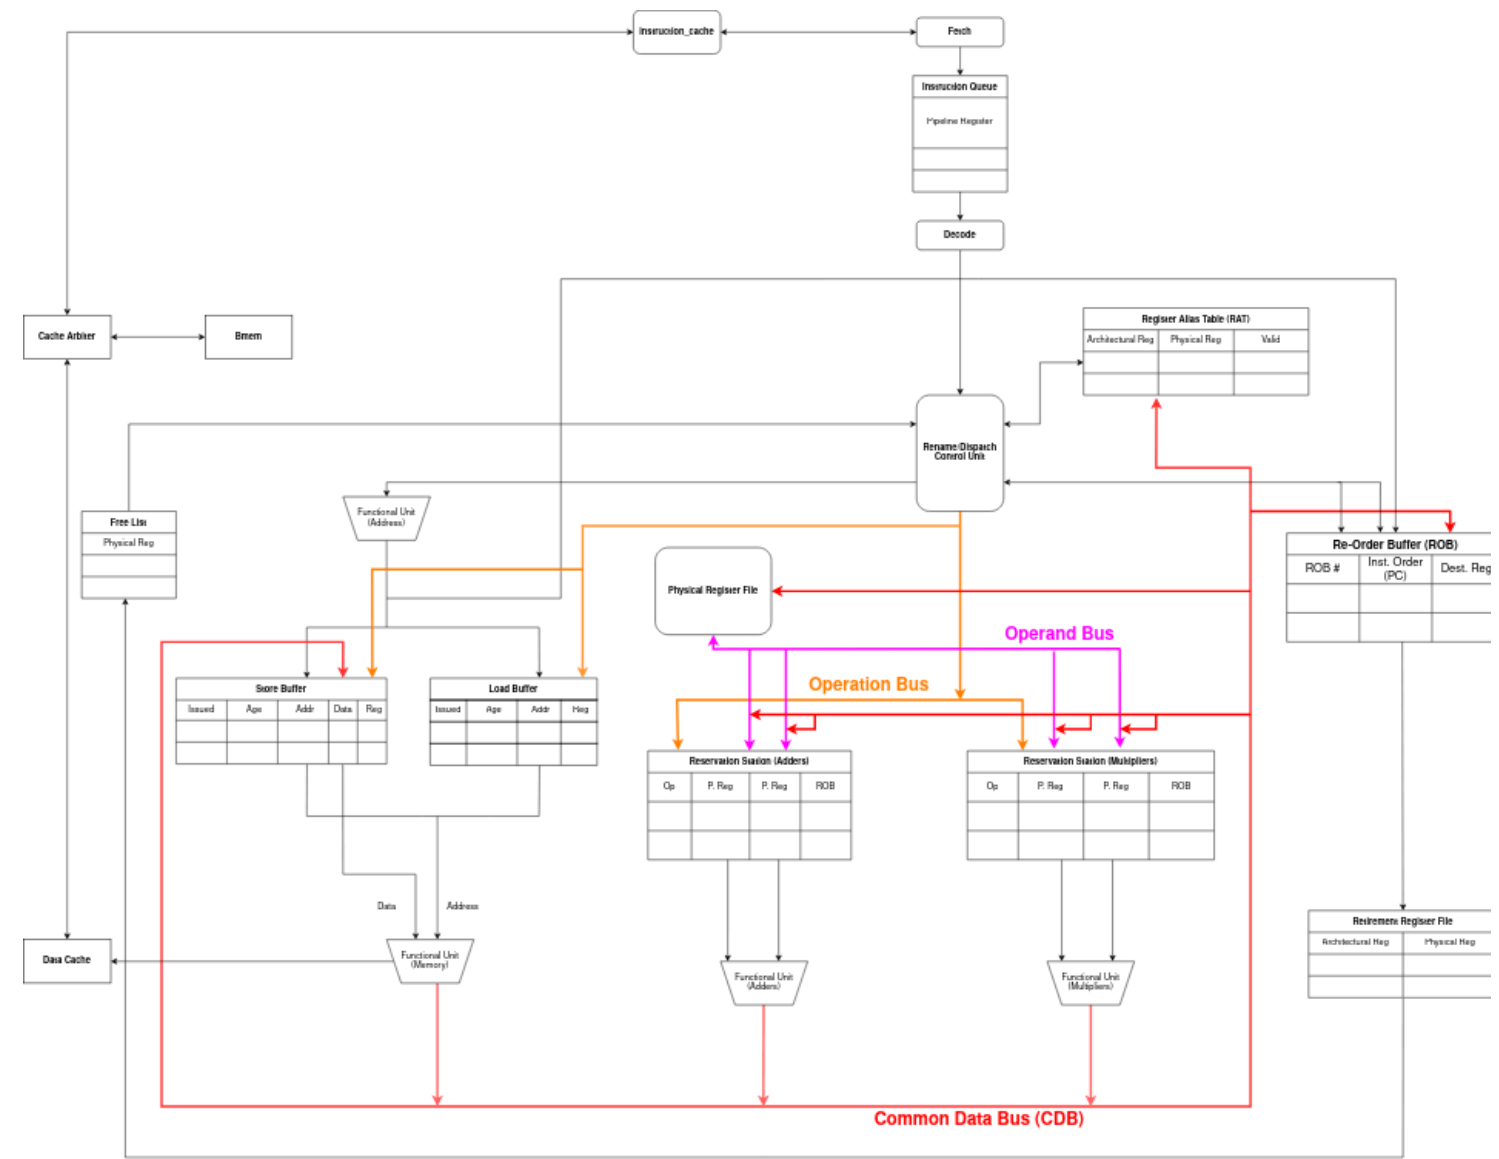 Instruction_cache
Fetch
Instruction Queue
Pipeline Register
Decode
Cache Arbiter
Bmem
Register Alias Table (RAT)
Architectural Reg
Physical Reg
Valid
Rename/Dispatch
Control Unit
Functional Unit
(Address)
Free List
Physical Reg
Physical Register File
Re-Order Buffer (ROB)
ROB #
Inst. Order
(PC)
Dest. Reg
Operand Bus
Operation Bus
Store Buffer
Issued
Age
Addr
Data
Reg
Load Buffer
Issued
Age
Addr
Reg
Reservation Station (Adders)
Op
P. Reg
P. Reg
ROB
Reservation Station (Multipliers)
Op
P. Reg
P. Reg
ROB
Data
Address
Data Cache
Functional Unit
(Memory)
Functional Unit
(Adders)
Functional Unit
(Multipliers)
Retirement Register File
Architectural Reg
Physical Reg
Common Data Bus (CDB)